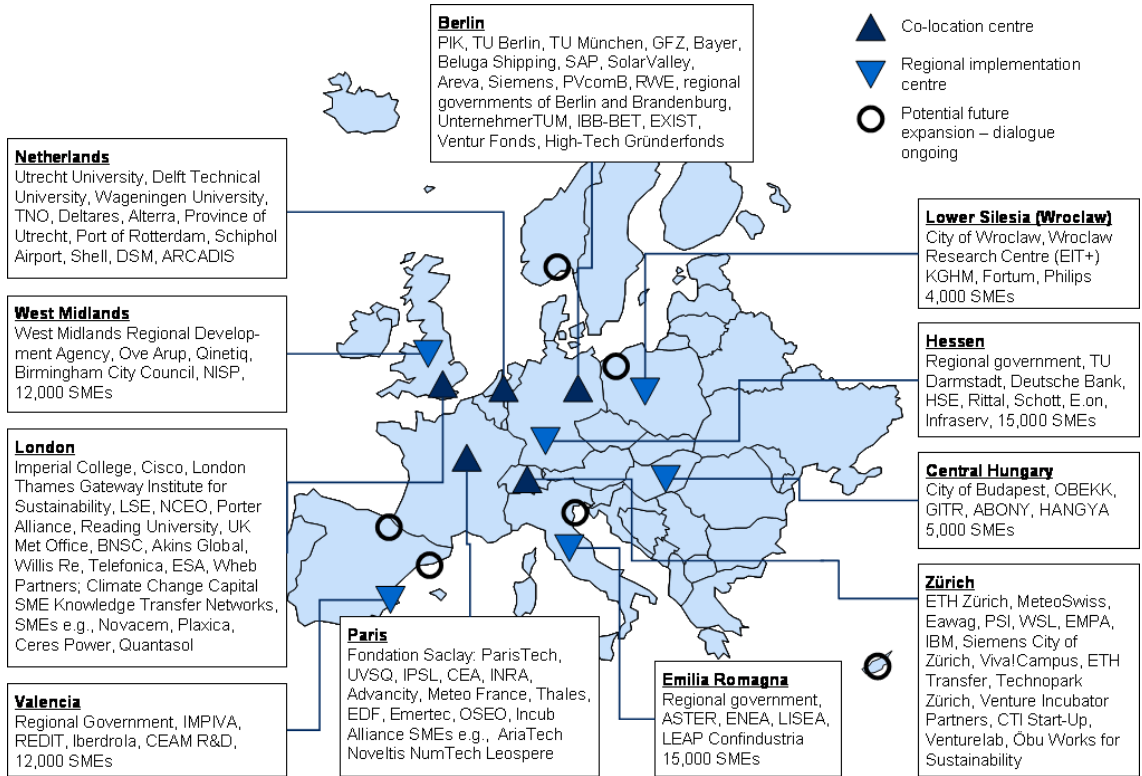 Berlin
PIK, TU Berlin, TU München, GFZ, Bayer,
Beluga Shipping, SAP, SolarValley,
Areva, Siemens, PVcomB, RWE, regional
governments of Berlin and Brandenburg,
UnternehmerTUM, IBB-BET, EXIST,
Ventur Fonds, High-Tech Gründerfonds
Co-location centre
Regional implementation
centre
Potential future
expansion – dialogue
ongoing
Netherlands
Utrecht University, Delft Technical
University, Wageningen University,
TNO, Deltares, Alterra, Province of
Utrecht, Port of Rotterdam, Schiphol
Airport, Shell, DSM, ARCADIS
West Midlands
West Midlands Regional Develop-
ment Agency, Ove Arup, Qinetiq,
Birmingham City Council, NISP,
12,000 SMEs
London
Imperial College, Cisco, London
Thames Gateway Institute for
Sustainability, LSE, NCEO, Porter
Alliance, Reading University, UK
Met Office, BNSC, Akins Global,
Willis Re, Telefonica, ESA, Wheb
Partners; Climate Change Capital
SME Knowledge Transfer Networks,
SMEs e.g., Novacem, Plaxica,
Ceres Power, Quantasol
Valencia
Regional Government, IMPIVA,
REDIT, Iberdrola, CEAM R&D,
12,000 SMEs
Paris
Fondation Saclay: ParisTech,
UVSQ, IPSL, CEA, INRA,
Advancity, Meteo France, Thales,
EDF, Emertec, OSEO, Incub
Alliance SMEs e.g., AriaTech
Noveltis NumTech Leospere
Emilia Romagna
Regional government,
ASTER, ENEA, LISEA,
LEAP Confindustria
15,000 SMEs
Lower Silesia (Wroclaw)
City of Wroclaw, Wroclaw
Research Centre (EIT+)
KGHM, Fortum, Philips
4,000 SMEs
Hessen
Regional government, TU
Darmstadt, Deutsche Bank,
HSE, Rittal, Schott, E.on,
Infraserv, 15,000 SMEs
Central Hungary
City of Budapest, OBEKK,
GITR, ABONY, HANGYA
5,000 SMEs
Zürich
ETH Zürich, MeteoSwiss,
Eawag, PSI, WSL, EMPA,
IBM, Siemens City of
Zürich, Viva!Campus, ETH
Transfer, Technopark
Zürich, Venture Incubator
Partners, CTI Start-Up,
Venturelab, Öbu Works for
Sustainability